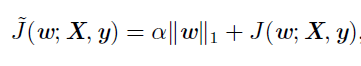 J̃(w; X, y) = α||w||₁ + J(w; X, y),